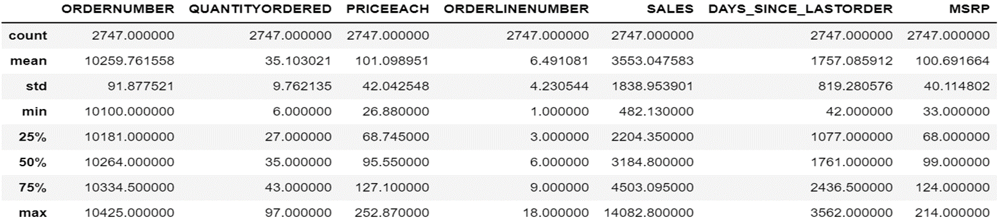 ORDERNUMBER QUANTITYORDERED PRICEEACH ORDERLINENUMBER SALES DAYS_SINCE_LASTORDER MSRP
count 2747.000000 2747.000000 2747.000000 2747.000000 2747.000000 2747.000000 2747.000000
mean 10259.761558 35.103021 101.098951 6.491081 3553.047583 1757.085912 100.691664
std 91.877521 9.762135 42.042548 4.230544 1838.953901 819.280576 40.114802
min 10100.000000 6.000000 26.880000 1.000000 482.130000 42.000000 33.000000
25% 10181.000000 27.000000 68.745000 3.000000 2204.350000 1077.000000 68.000000
50% 10264.000000 35.000000 95.550000 6.000000 3184.800000 1761.000000 99.000000
75% 10334.500000 43.000000 127.100000 9.000000 4503.095000 2436.500000 124.000000
max 10425.000000 97.000000 252.870000 18.000000 14082.800000 3562.000000 214.000000